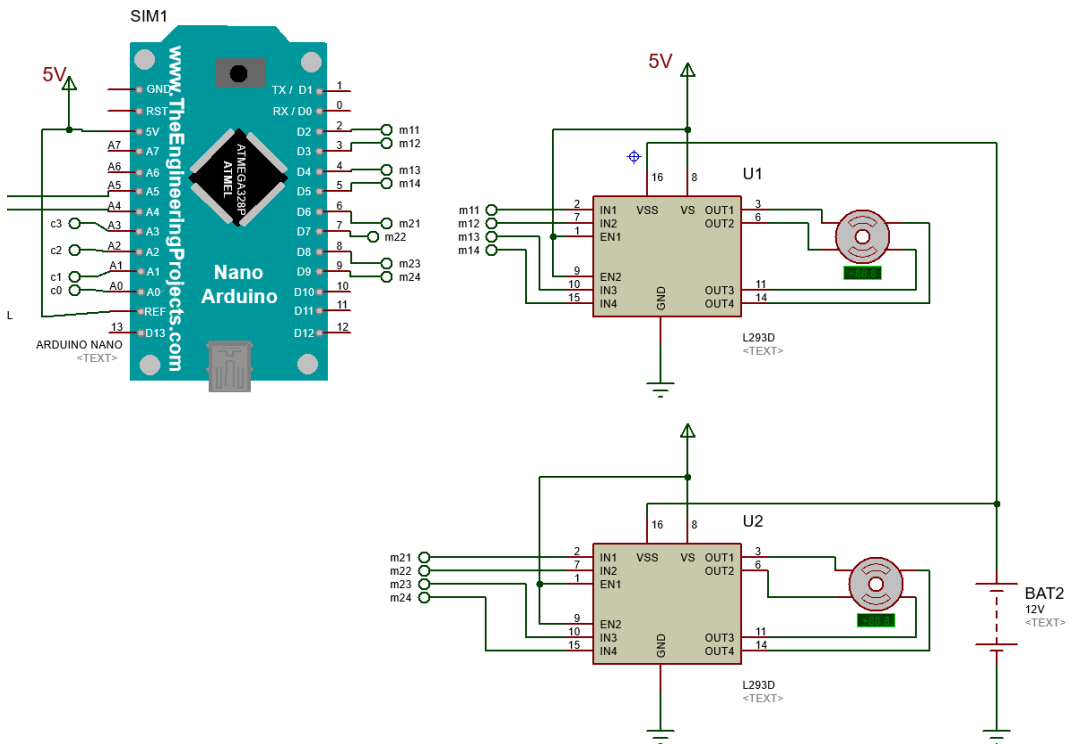 SIM1
5V
www.TheEngineeringProjects.com
ATMEGA328P
ATMEL
Nano
Arduino
GND
RST
5V
A7 A7
A6 A6
A5 A5
A4 A4
c3 A3 A3
c2 A2 A2
c1 A1 A1
c0 A0 A0
REF
13 D13
L
TX / D1 1
RX / D0 0
D2 2 m11
D3 3 m12
D4 4 m13
D5 5 m14
D6 6 m21
D7 7 m22
D8 8 m23
D9 9 m24
D10 10
D11 11
D12 12
ARDUINO NANO
<TEXT>
5V
U1
16 8
VSS VS
m11 2 IN1
m12 7 IN2
m13 1 EN1
m14 9 EN2
10 IN3
15 IN4
GND
OUT1 3
OUT2 6
OUT3 11
OUT4 14
L293D
<TEXT>
U2
16 8
VSS VS
m21 2 IN1
m22 7 IN2
m23 1 EN1
m24 9 EN2
10 IN3
15 IN4
GND
OUT1 3
OUT2 6
OUT3 11
OUT4 14
L293D
<TEXT>
BAT2
12V
<TEXT>